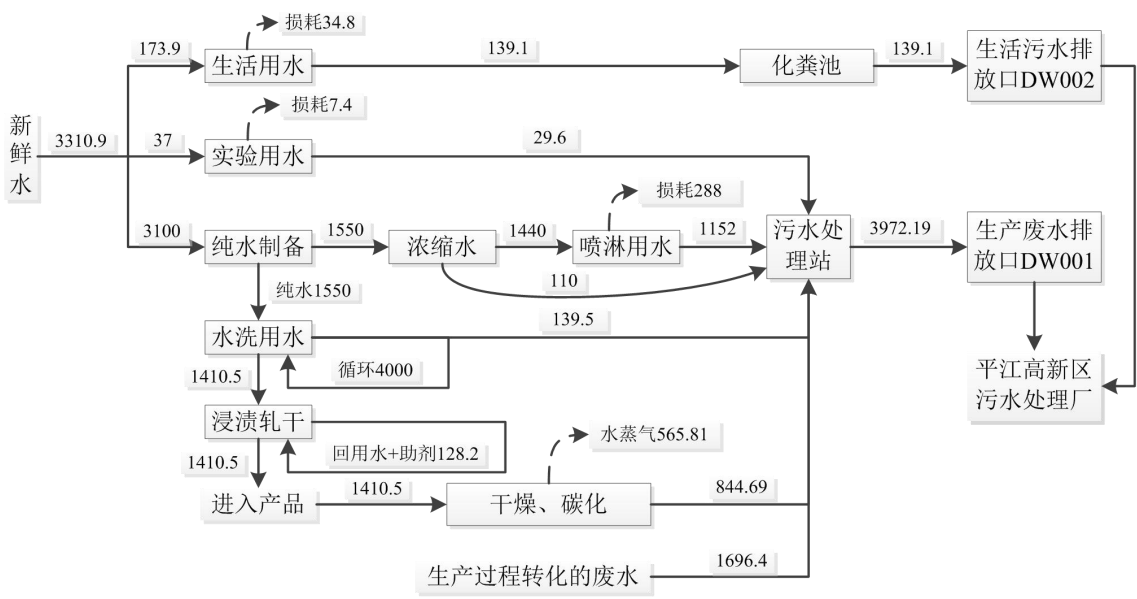 损耗34.8
173.9
生活用水
139.1
化粪池
139.1
生活污水排
放口DW002
损耗7.4
新
鲜
水
3310.9
37
实验用水
29.6
损耗288
3100
纯水制备
1550
浓缩水
1440
喷淋用水
1152
污水处
理站
3972.19
生产废水排
放口DW001
110
纯水1550
139.5
水洗用水
循环4000
平江高新区
污水处理厂
1410.5
浸渍轧干
回用水+助剂128.2
水蒸气565.81
1410.5
进入产品
1410.5
干燥、碳化
844.69
生产过程转化的废水
1696.4